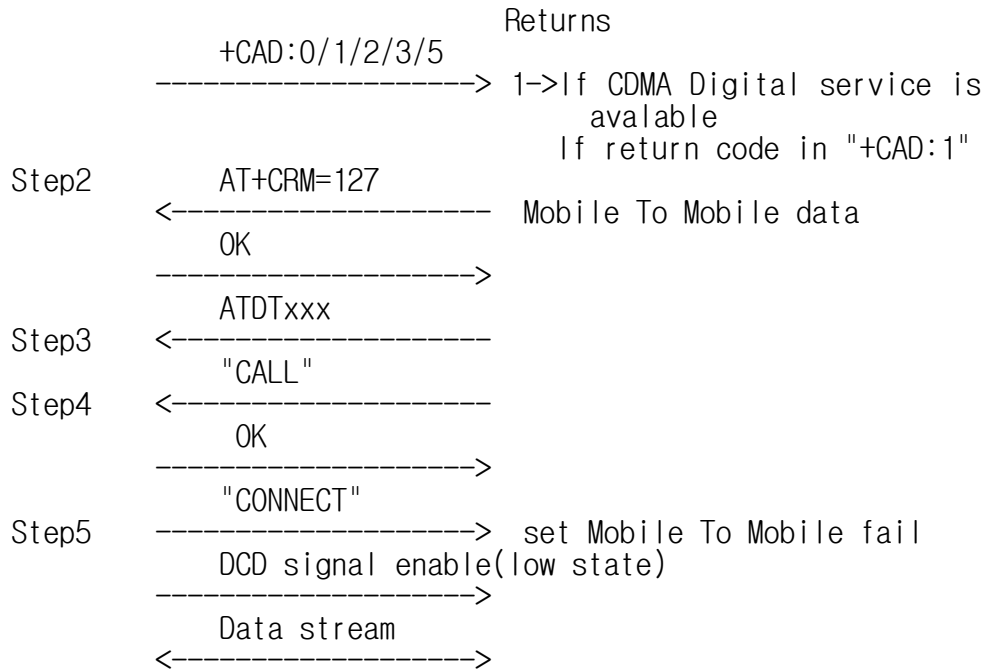 Returns
+CAD:0/1/2/3/5
--------------------> 1->If CDMA Digital service is
avalable
If return code in "+CAD:1"
Step2 AT+CRM=127
<-------------------- Mobile To Mobile data
OK
-------------------->
ATDTxxx
Step3 <--------------------
"CALL"
Step4 <--------------------
OK
-------------------->
"CONNECT"
Step5 --------------------> set Mobile To Mobile fail
DCD signal enable(low state)
-------------------->
Data stream
<------------------->